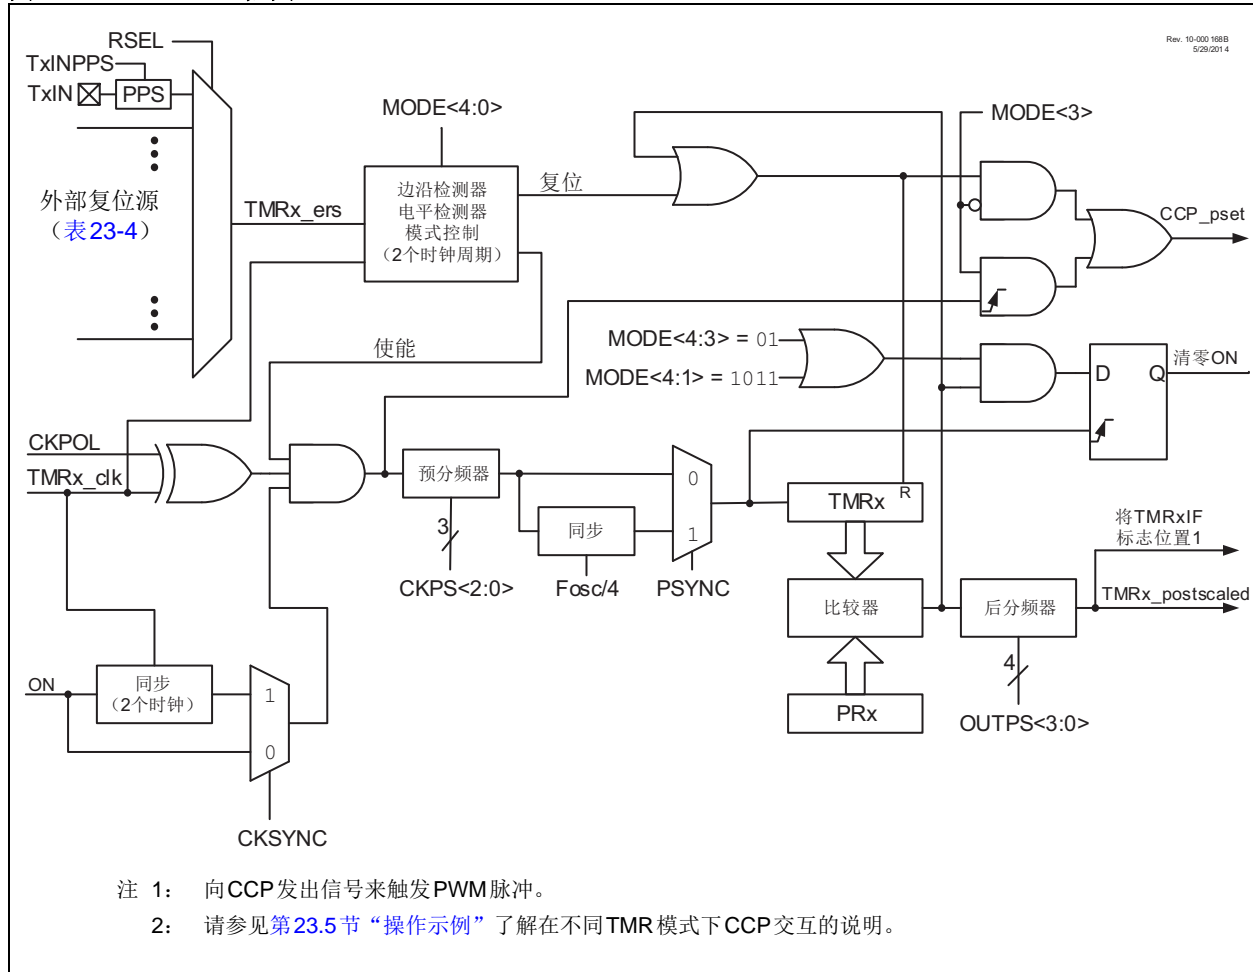 Rev. 10-000168B
5/29/2014
RSEL
TxINPPS
TxIN
PPS
MODE<4:0>
MODE<3>
外部复位源
（表23-4）
TMRx_ers
边沿检测器
电平检测器
模式控制
（2个时钟周期）
复位
CCP_pset
使能
MODE<4:3> = 01
MODE<4:1> = 1011
D
Q
清零ON
CKPOL
TMRx_clk
预分频器
0
1
同步
3
CKPS<2:0>
Fosc/4
PSYNC
TMRx
R
将TMRxIF
标志位置1
比较器
后分频器
TMRx_postscaled
4
PRx
OUTPS<3:0>
ON
同步
（2个时钟）
1
0
CKSYNC
注 1： 向CCP发出信号来触发PWM脉冲。
2： 请参见第23.5节“操作示例”了解在不同TMR模式下CCP交互的说明。